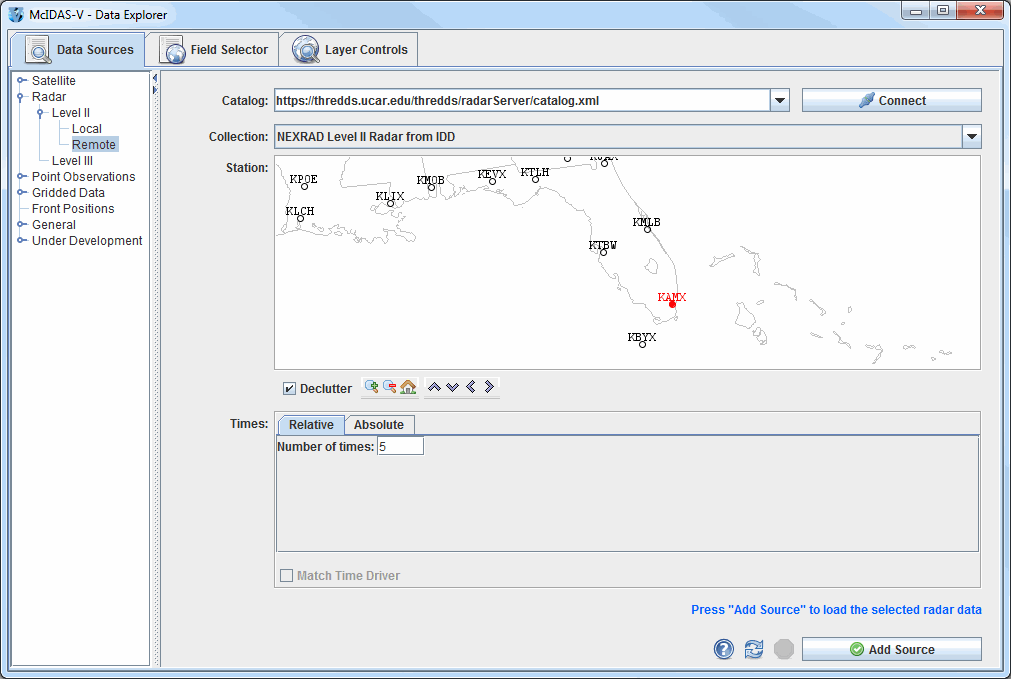 McIDAS-V - Data Explorer
Data Sources
Field Selector
Layer Controls
Satellite
Radar
Level II
Local
Remote
Level III
Point Observations
Gridded Data
Front Positions
General
Under Development
Catalog: https://thredds.ucar.edu/thredds/radarServer/catalog.xml
Connect
Collection: NEXRAD Level II Radar from IDD
Station:
KPOE
KLIX
KMOB
KEVX
KTLH
KLCH
KMLB
KTBW
KAMX
KBYX
Declutter
Times:
Relative
Absolute
Number of times: 5
Match Time Driver
Press "Add Source" to load the selected radar data
?
Add Source